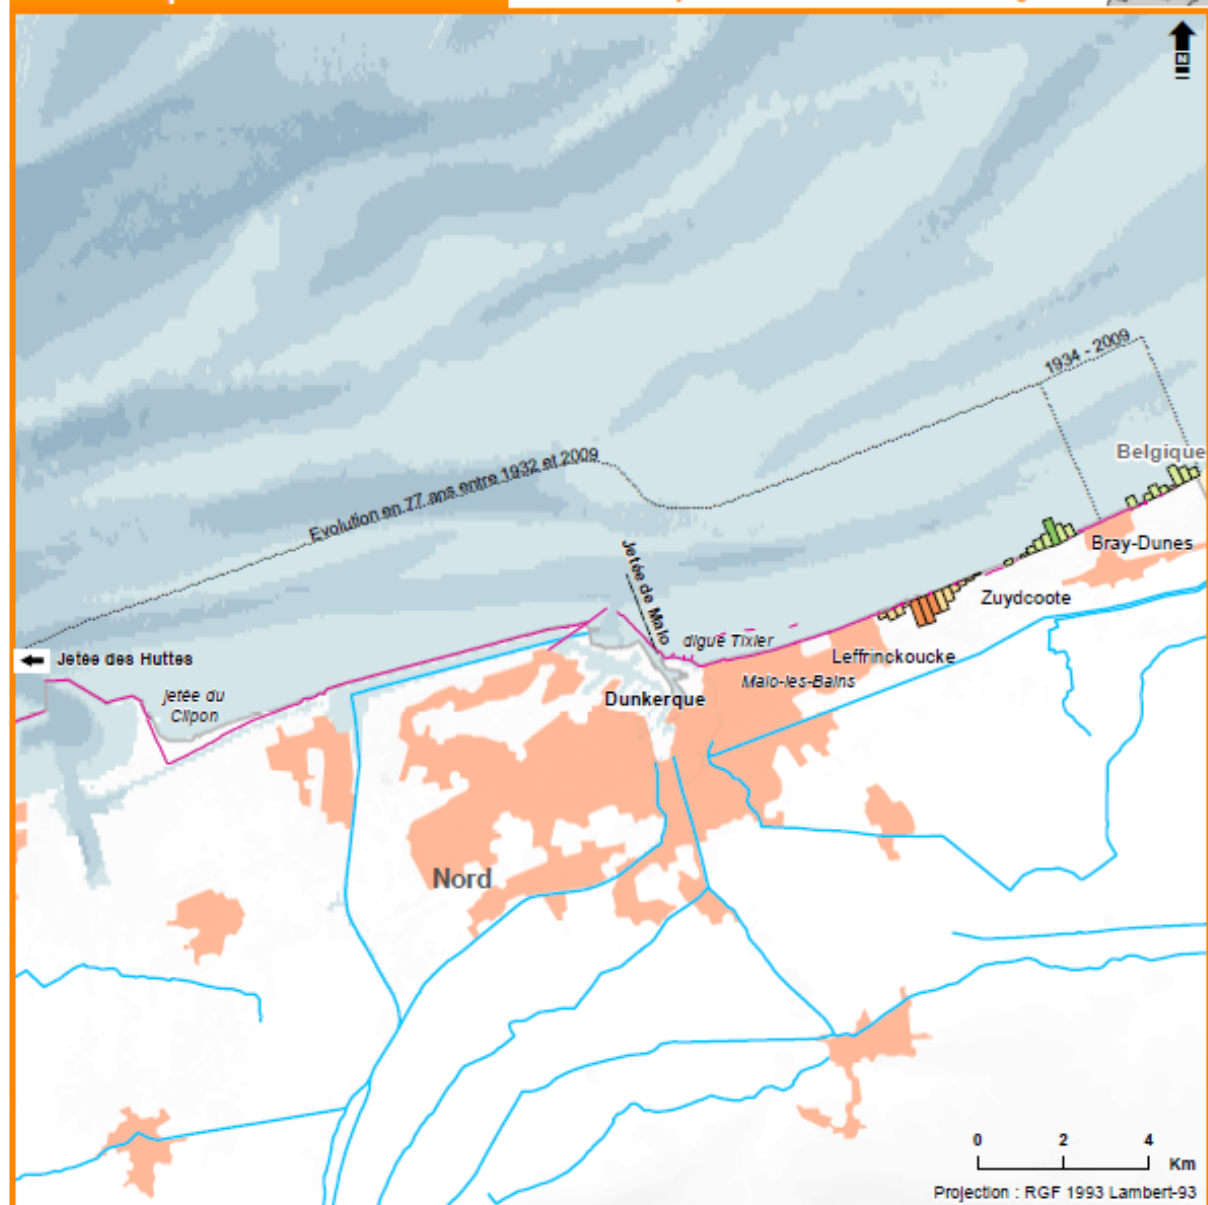 N
1934 - 2009
Belgique
Evolution en 77 ans entre 1932 et 2009
Bray-Dunes
Jetée de Malo
Zuydcoote
digue Tixier
Jetée des Huttes
Leffrinckoucke
Malo-les-Bains
jetée du
Clipon
Dunkerque
Nord
0 2 4
Km
Projection : RGF 1993 Lambert-93